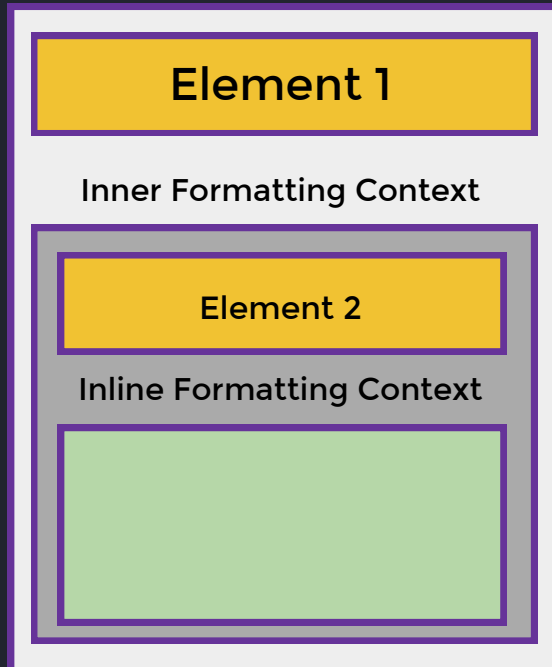 Element 1
Inner Formatting Context
Element 2
Inline Formatting Context